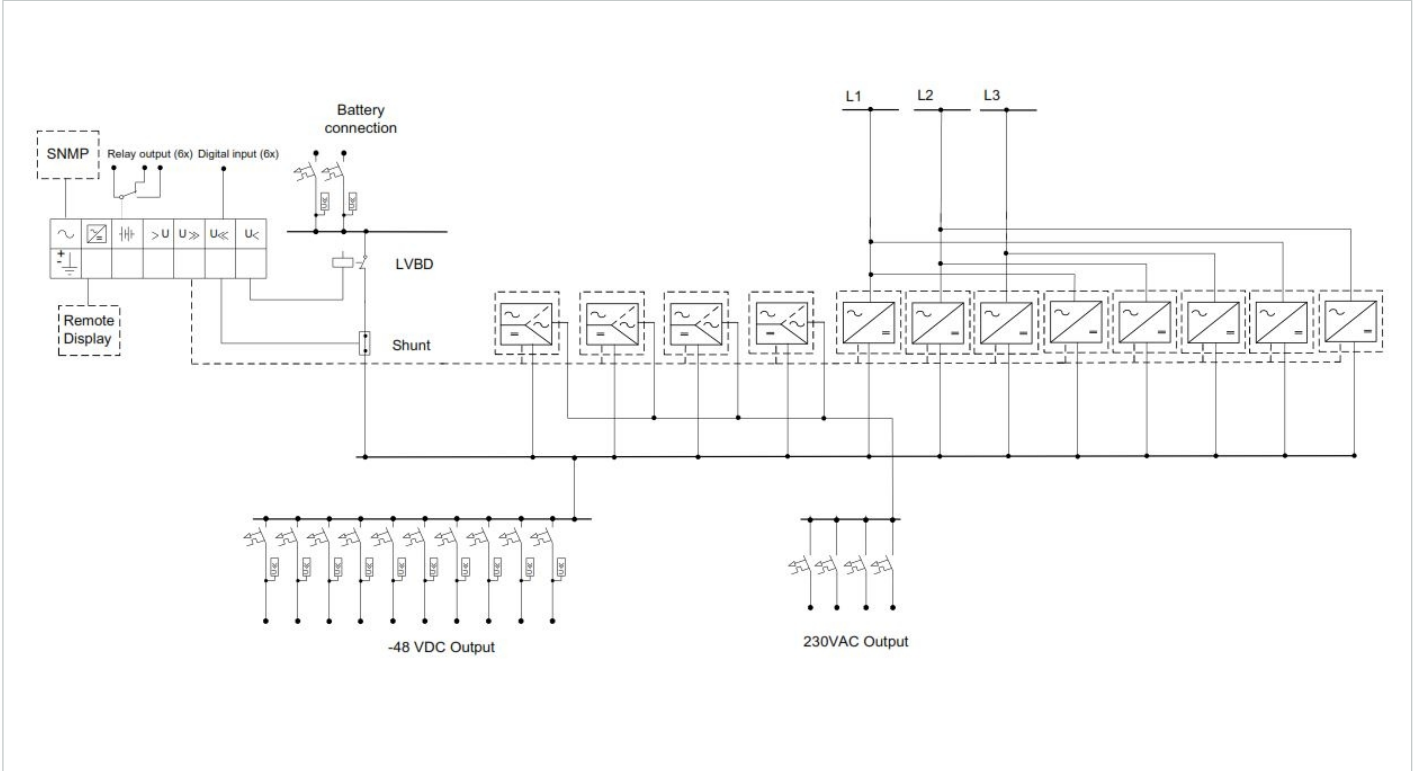 L1 L2 L3
Battery
connection
SNMP
Relay output (6x) Digital input (6x)
>U U>> U<< U<
+
-
LVBD
Remote
Display
Shunt
U<
U<
U<
U<
U<
U<
U<
U<
U<
U<
U<
U<
-48 VDC Output
230VAC Output